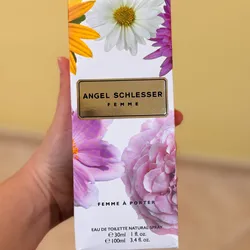 ANGEL SCHLESSER
FEMME
FEMME À PORTER
EAU DE TOILETTE NATURAL SPRAY
℮ 30ml 1 fl. oz.
℮ 100ml 3.4 fl. oz.